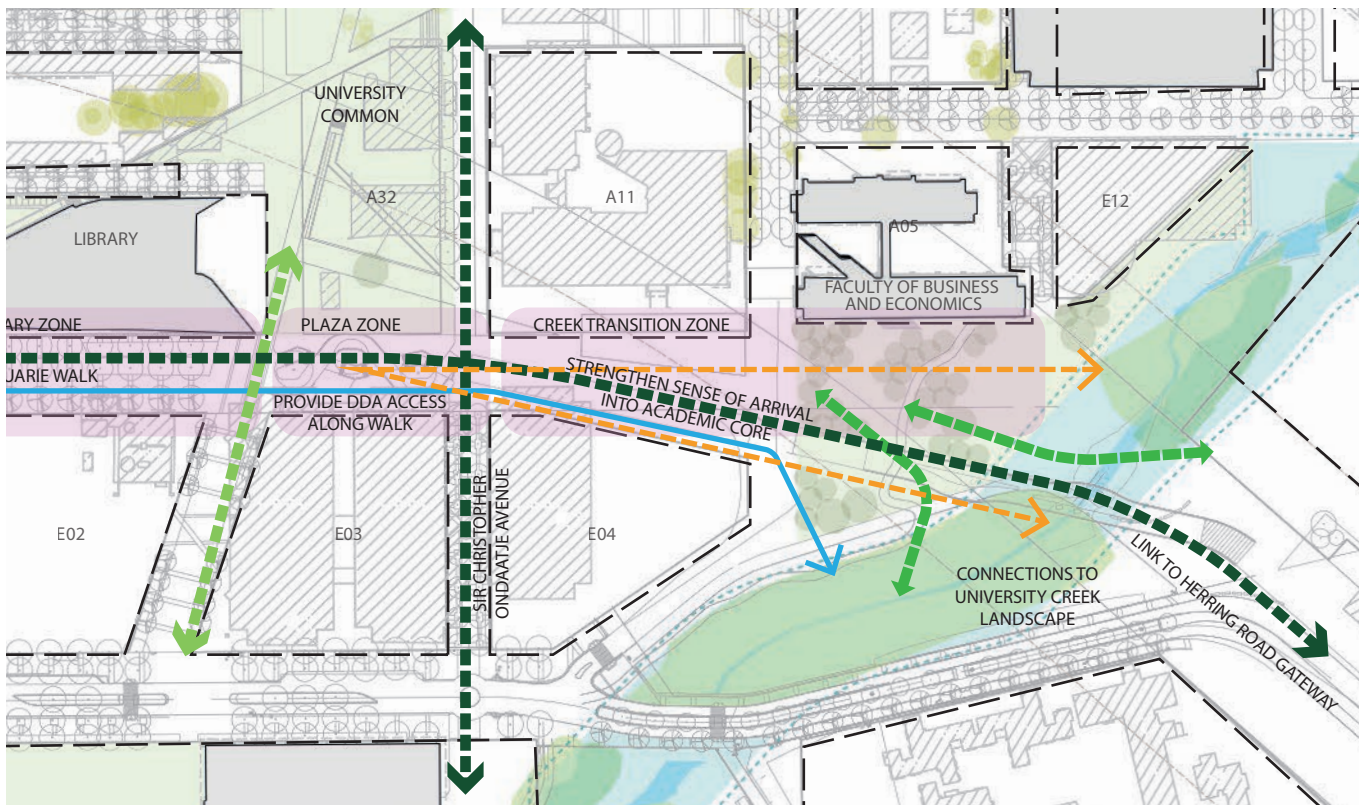 UNIVERSITY
COMMON
A32
A11
E12
LIBRARY
A05
FACULTY OF BUSINESS
AND ECONOMICS
ARY ZONE
PLAZA ZONE
CREEK TRANSITION ZONE
UARIE WALK
STRENGTHEN SENSE OF ARRIVAL
INTO ACADEMIC CORE
PROVIDE DDA ACCESS
ALONG WALK
SIR CHRISTOPHER
ONDAATJE AVENUE
E02
E03
E04
CONNECTIONS TO
UNIVERSITY CREEK
LANDSCAPE
LINK TO HERRING ROAD GATEWAY